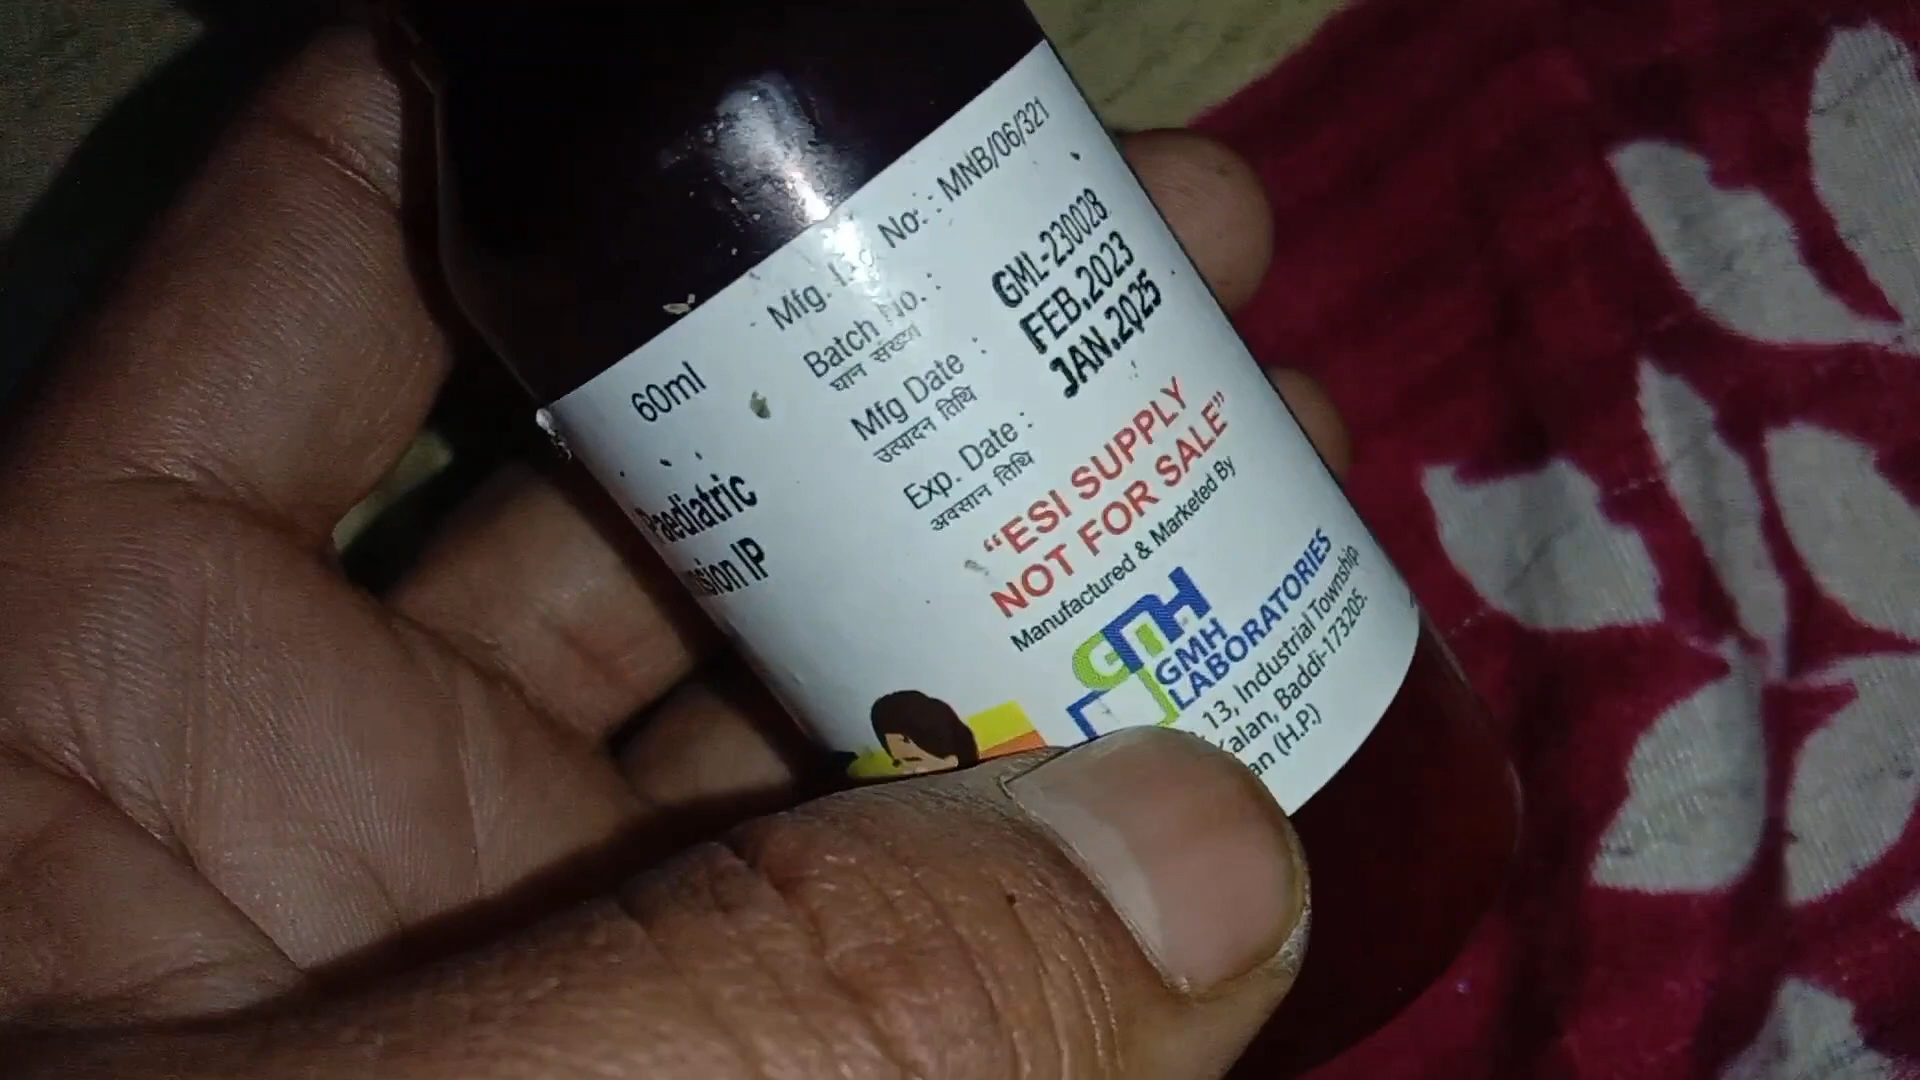 60ml
Paediatric
IP
Mfg. No. : MNB/06/321
Batch No. : GML-230028
घान संख्या
Mfg Date : FEB.2023
उत्पादन तिथि
Exp. Date : JAN.2025
अवसान तिथि
“ESI SUPPLY
NOT FOR SALE”
Manufactured & Marketed By
GMH
GMH
LABORATORIES
13, Industrial Township
Baddi-173205.
(H.P.)